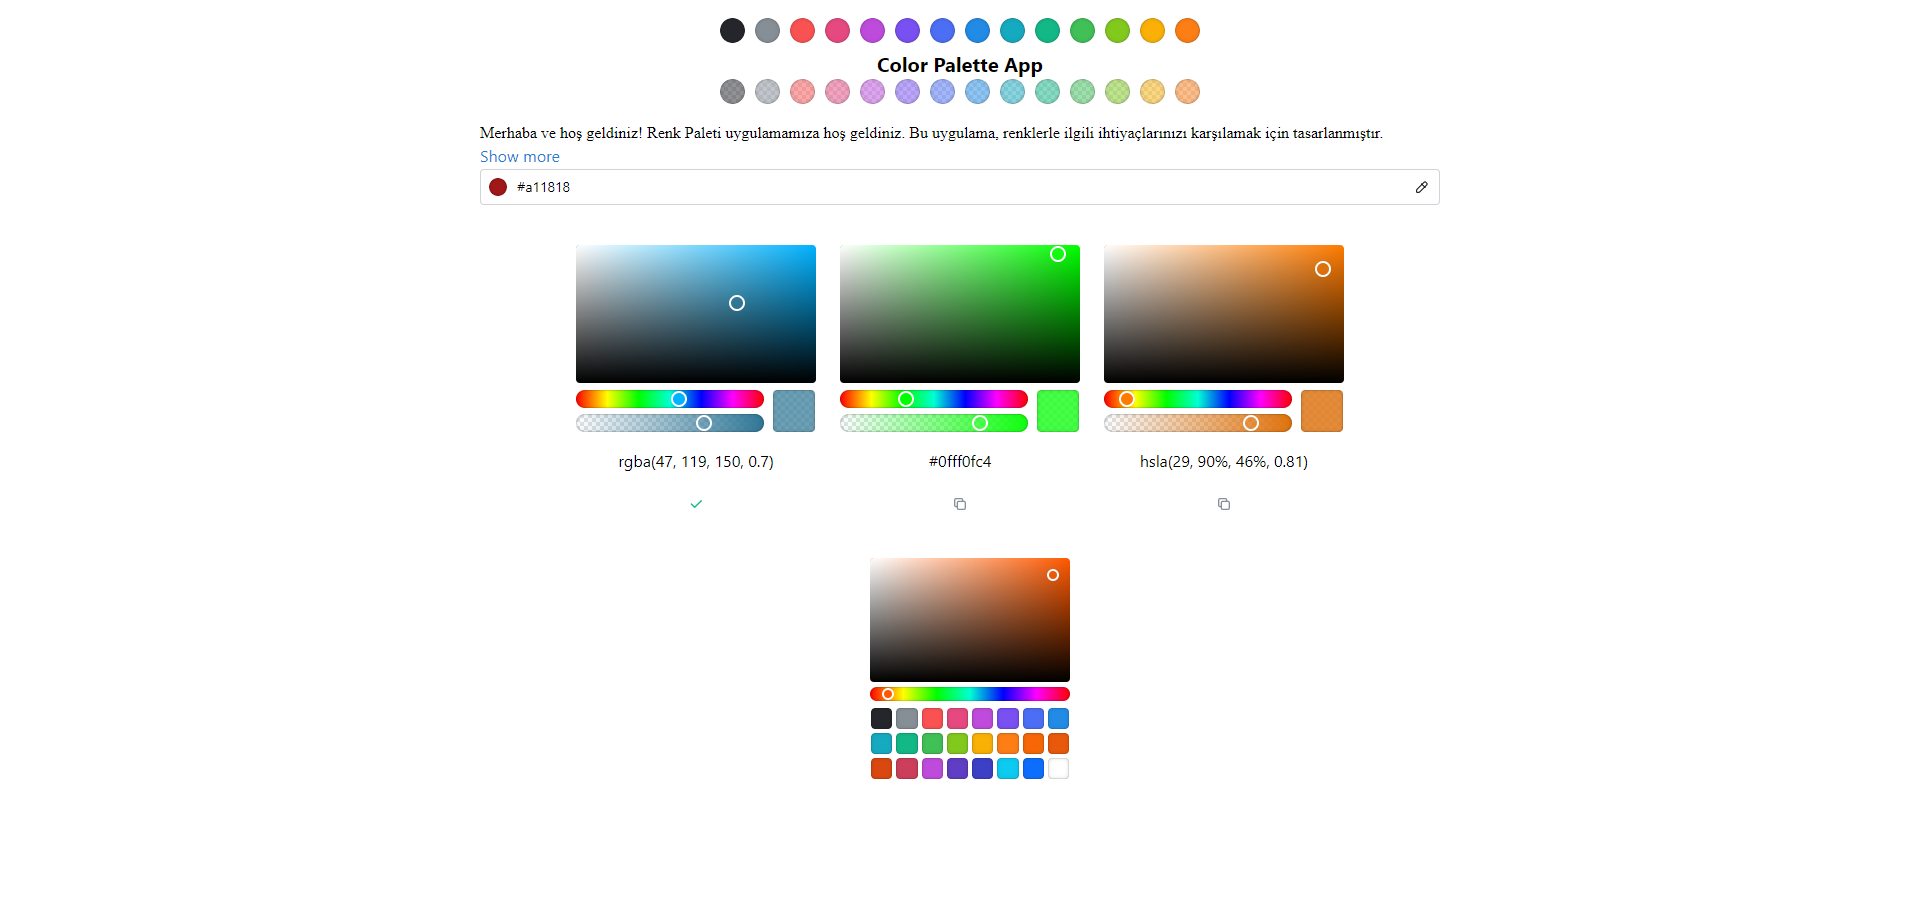 Color Palette App
Merhaba ve hoş geldiniz! Renk Paleti uygulamamıza hoş geldiniz. Bu uygulama, renklerle ilgili ihtiyaçlarınızı karşılamak için tasarlanmıştır.
Show more
#a11818
rgba(47, 119, 150, 0.7)
#0fff0fc4
hsla(29, 90%, 46%, 0.81)